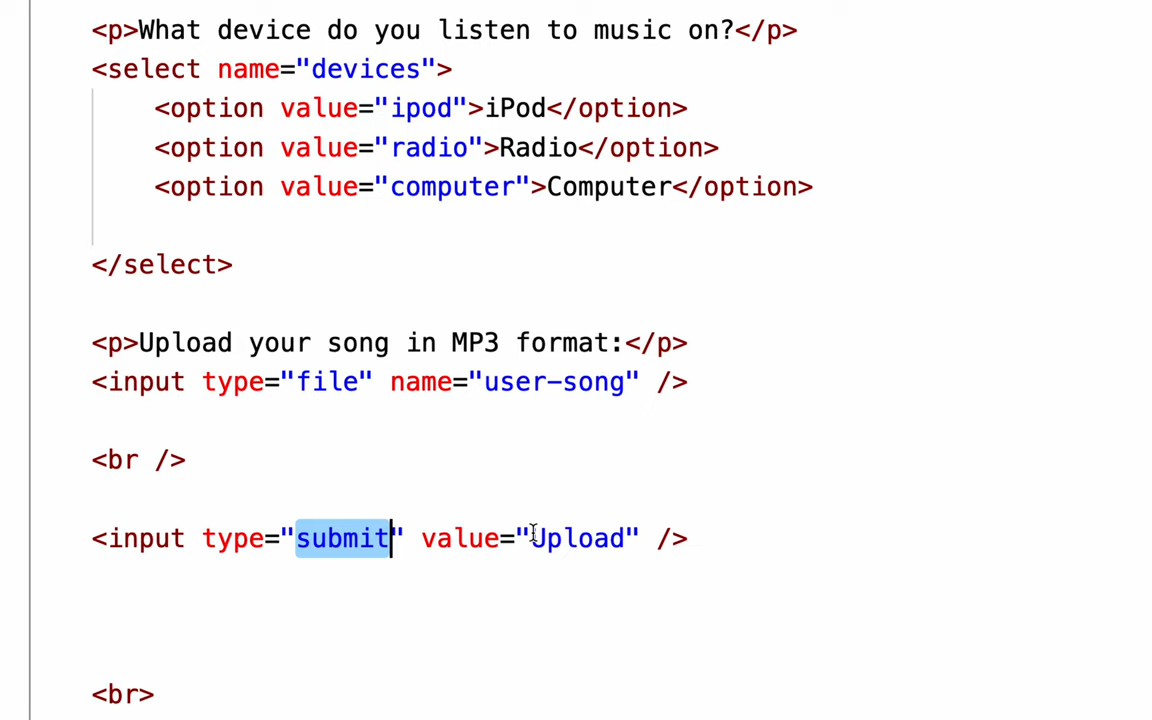 <p>What device do you listen to music on?</p>
<select name="devices">
<option value="ipod">iPod</option>
<option value="radio">Radio</option>
<option value="computer">Computer</option>
</select>
<p>Upload your song in MP3 format:</p>
<input type="file" name="user-song" />
<br />
<input type="submit" value="Upload" />
<br>